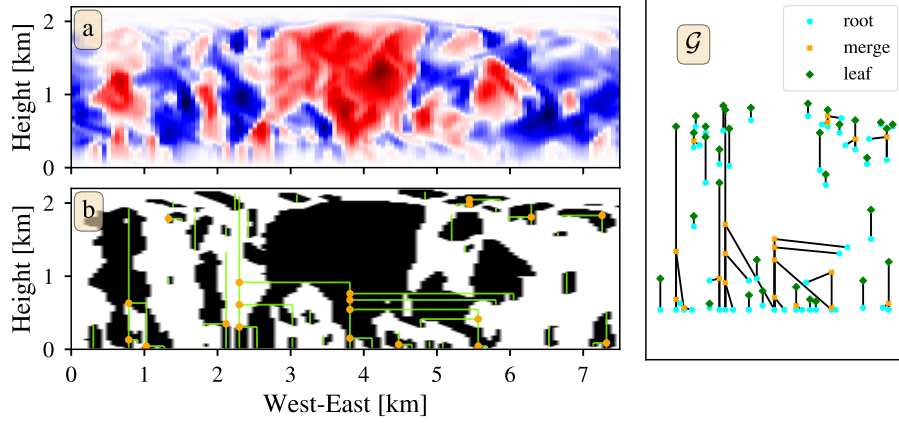 a
Height [km]
2
1
0
b
Height [km]
2
1
0
0 1 2 3 4 5 6 7
West-East [km]
𝒢
root
merge
leaf